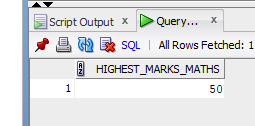 Script Output x Query... x
SQL | All Rows Fetched: 1
HIGHEST_MARKS_MATHS
1 50